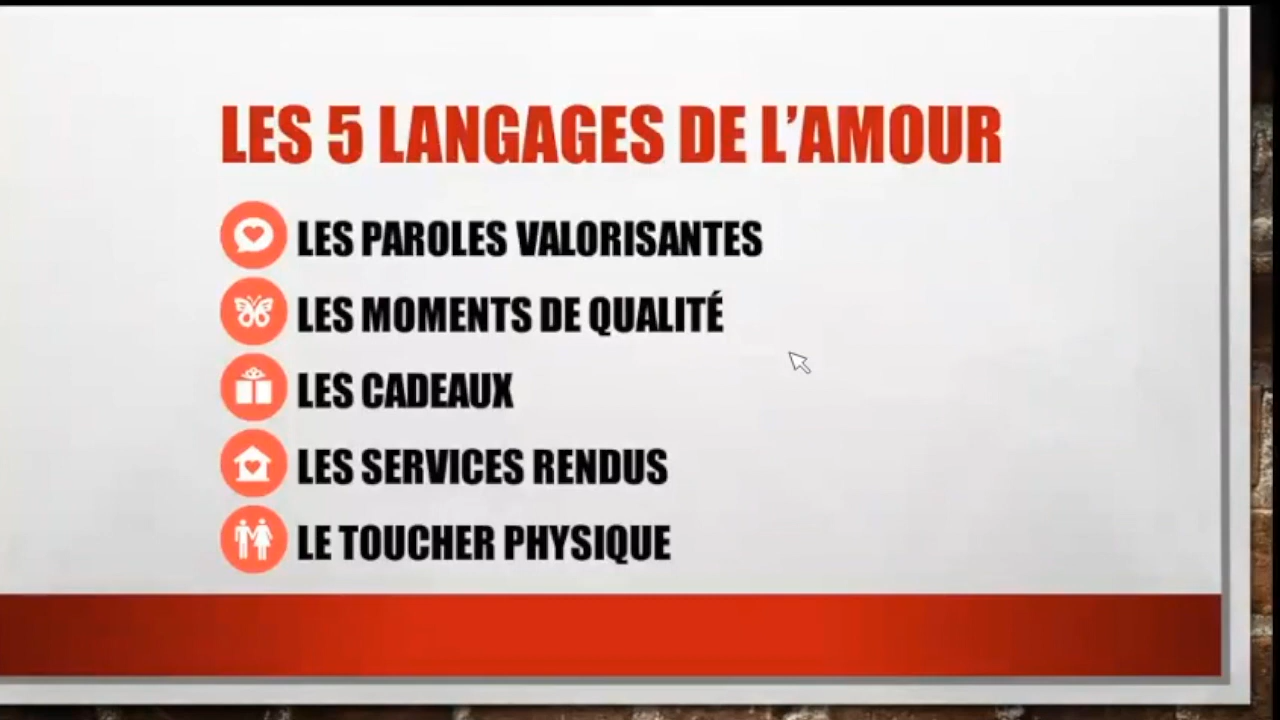 LES 5 LANGAGES DE L’AMOUR
LES PAROLES VALORISANTES
LES MOMENTS DE QUALITÉ
LES CADEAUX
LES SERVICES RENDUS
LE TOUCHER PHYSIQUE